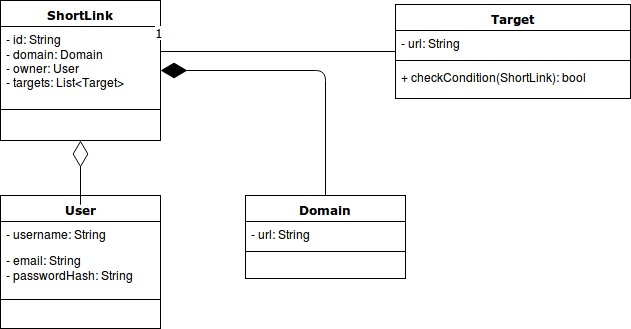 ShortLink
- id: String
- domain: Domain
- owner: User
- targets: List<Target>
1
Target
- url: String
+ checkCondition(ShortLink): bool
User
- username: String
- email: String
- passwordHash: String
Domain
- url: String